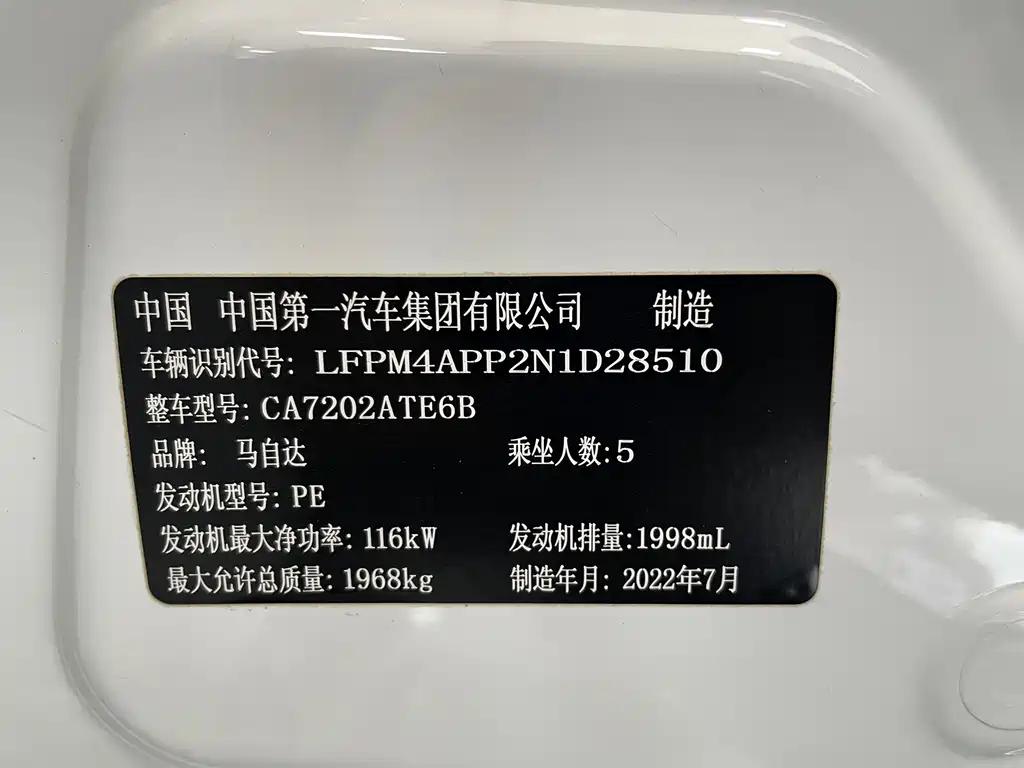 中国 中国第一汽车集团有限公司 制造
车辆识别代号: LFPM4APP2N1D28510
整车型号: CA7202ATE6B
品牌: 马自达 乘坐人数:5
发动机型号: PE
发动机最大净功率: 116kW 发动机排量:1998mL
最大允许总质量: 1968kg 制造年月: 2022年7月